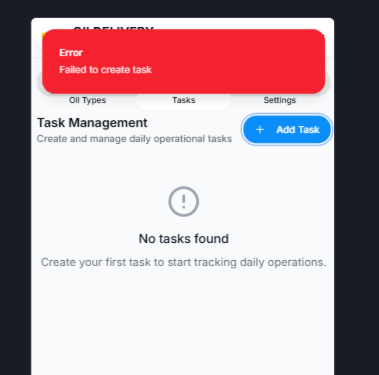 OIL DELIVERY
Error
Failed to create task
Oil Types
Tasks
Settings
Task Management
Create and manage daily operational tasks
+ Add Task
No tasks found
Create your first task to start tracking daily operations.